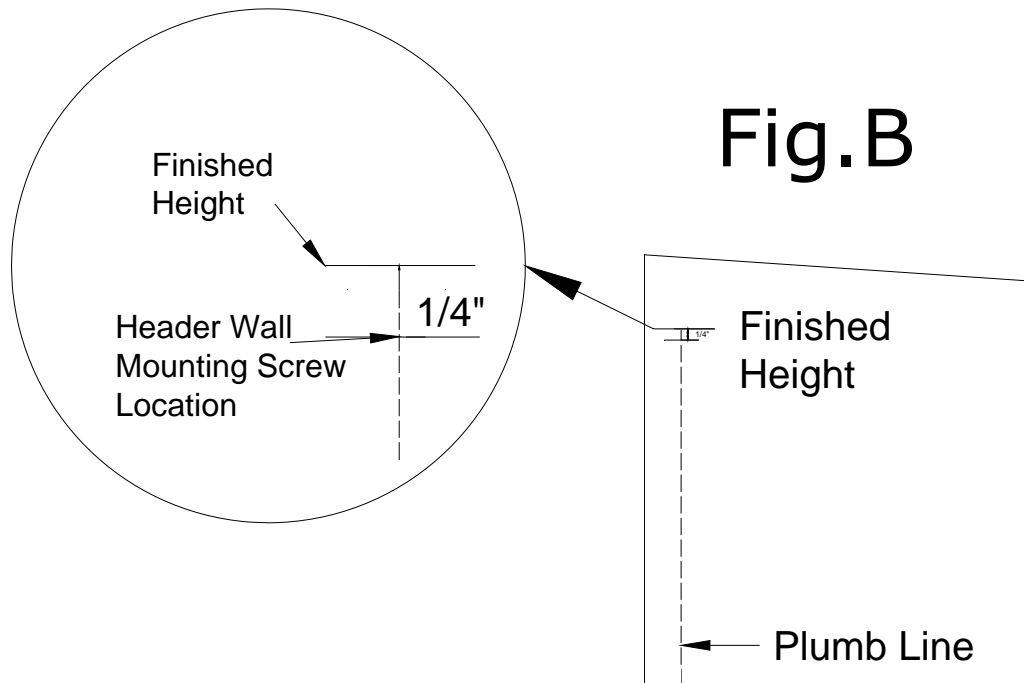 Fig.B
Finished
Height
1/4"
Header Wall
Mounting Screw
Location
Finished
Height
1/4"
Plumb Line